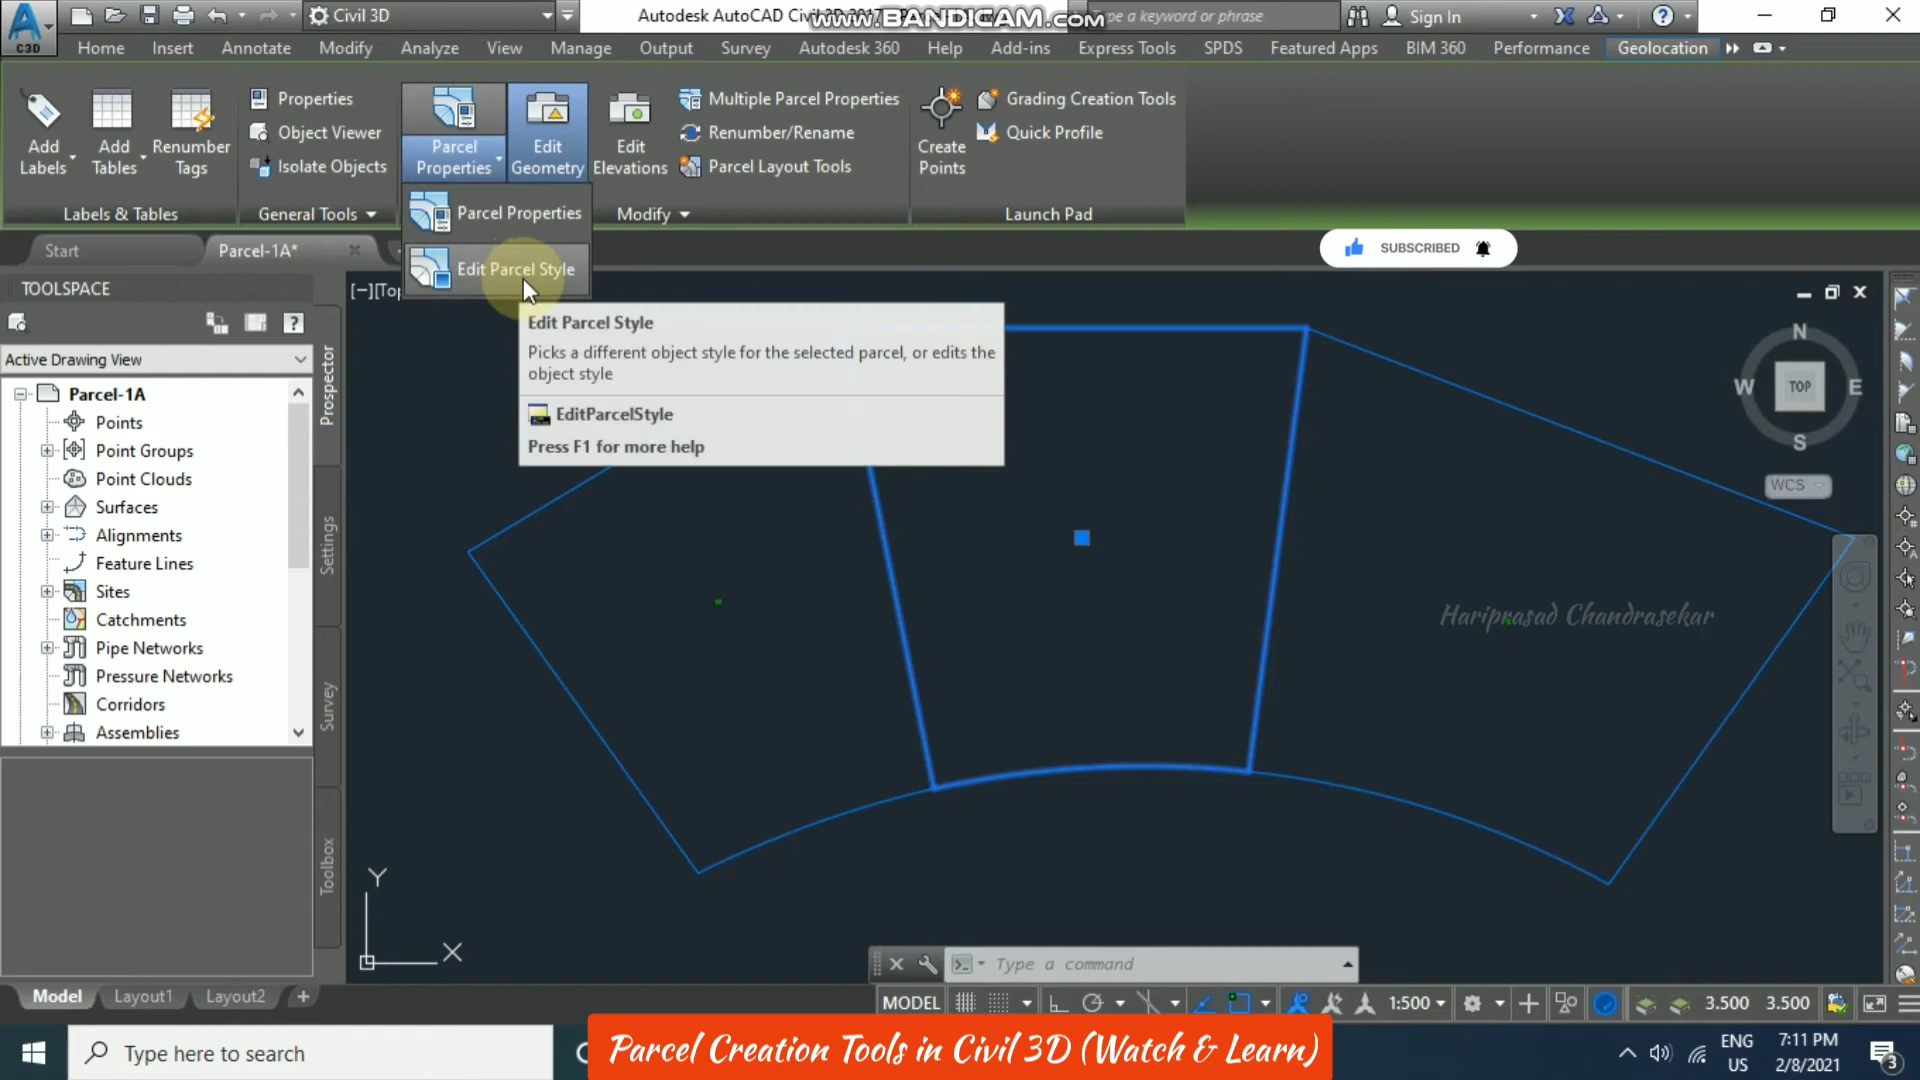 Civil 3D
Autodesk AutoCAD Civil 3D 2017
www.BANDICAM.com
Type a keyword or phrase
Sign In
C3D
Home Insert Annotate Modify Analyze View Manage Output Survey Autodesk 360 Help Add-ins Express Tools SPDS Featured Apps BIM 360 Performance Geolocation
Add Labels
Add Tables
Renumber Tags
Properties
Object Viewer
Isolate Objects
Parcel Properties
Edit Geometry
Edit Elevations
Multiple Parcel Properties
Renumber/Rename
Parcel Layout Tools
Create Points
Grading Creation Tools
Quick Profile
Labels & Tables
General Tools
Modify
Launch Pad
Parcel Properties
Edit Parcel Style
Start
Parcel-1A*
SUBSCRIBED
TOOLSPACE
[−][Top
Edit Parcel Style
Picks a different object style for the selected parcel, or edits the
object style
EditParcelStyle
Press F1 for more help
Active Drawing View
Parcel-1A
Points
Point Groups
Point Clouds
Surfaces
Alignments
Feature Lines
Sites
Catchments
Pipe Networks
Pressure Networks
Corridors
Assemblies
Prospector
Settings
Survey
Toolbox
N
W TOP E
S
WCS
Hariprasad Chandrasekar
Y
X
Type a command
Model Layout1 Layout2 +
MODEL
1:500
3.500 3.500
Type here to search
Parcel Creation Tools in Civil 3D (Watch & Learn)
ENG
US
7:11 PM
2/8/2021
3